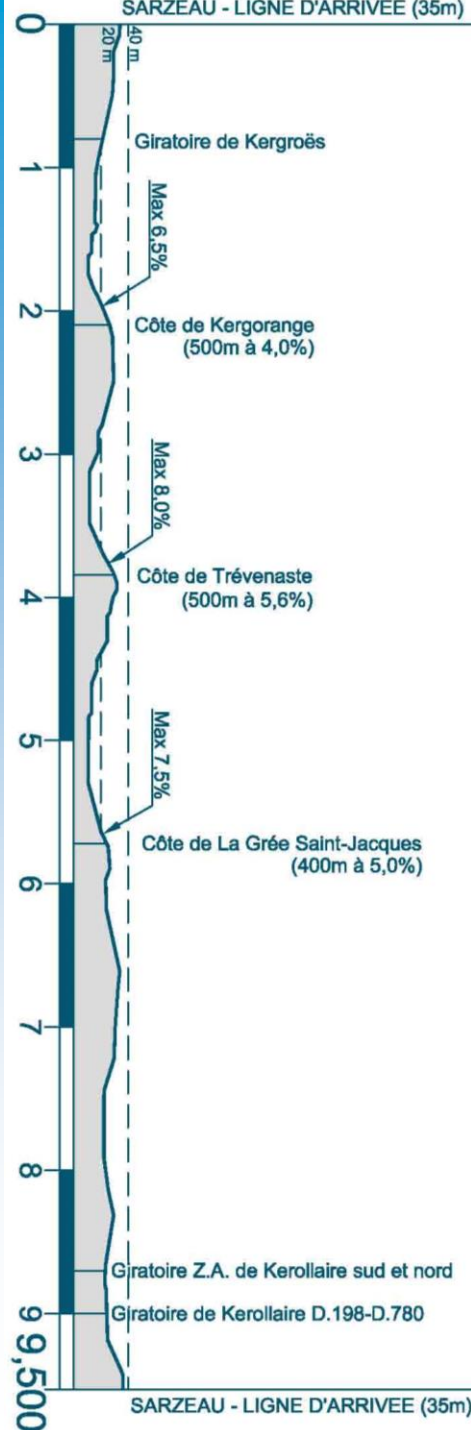 SARZEAU - LIGNE D'ARRIVEE (35m)
0
20 m
40 m
Giratoire de Kergroës
1
Max 6,5%
2
Côte de Kergorange
(500m à 4,0%)
3
Max 8,0%
Côte de Trévenaste
(500m à 5,6%)
4
5
Max 7,5%
Côte de La Grée Saint-Jacques
(400m à 5,0%)
6
7
8
Giratoire Z.A. de Kerollaire sud et nord
9
Giratoire de Kerollaire D.198-D.780
9,500
SARZEAU - LIGNE D'ARRIVEE (35m)